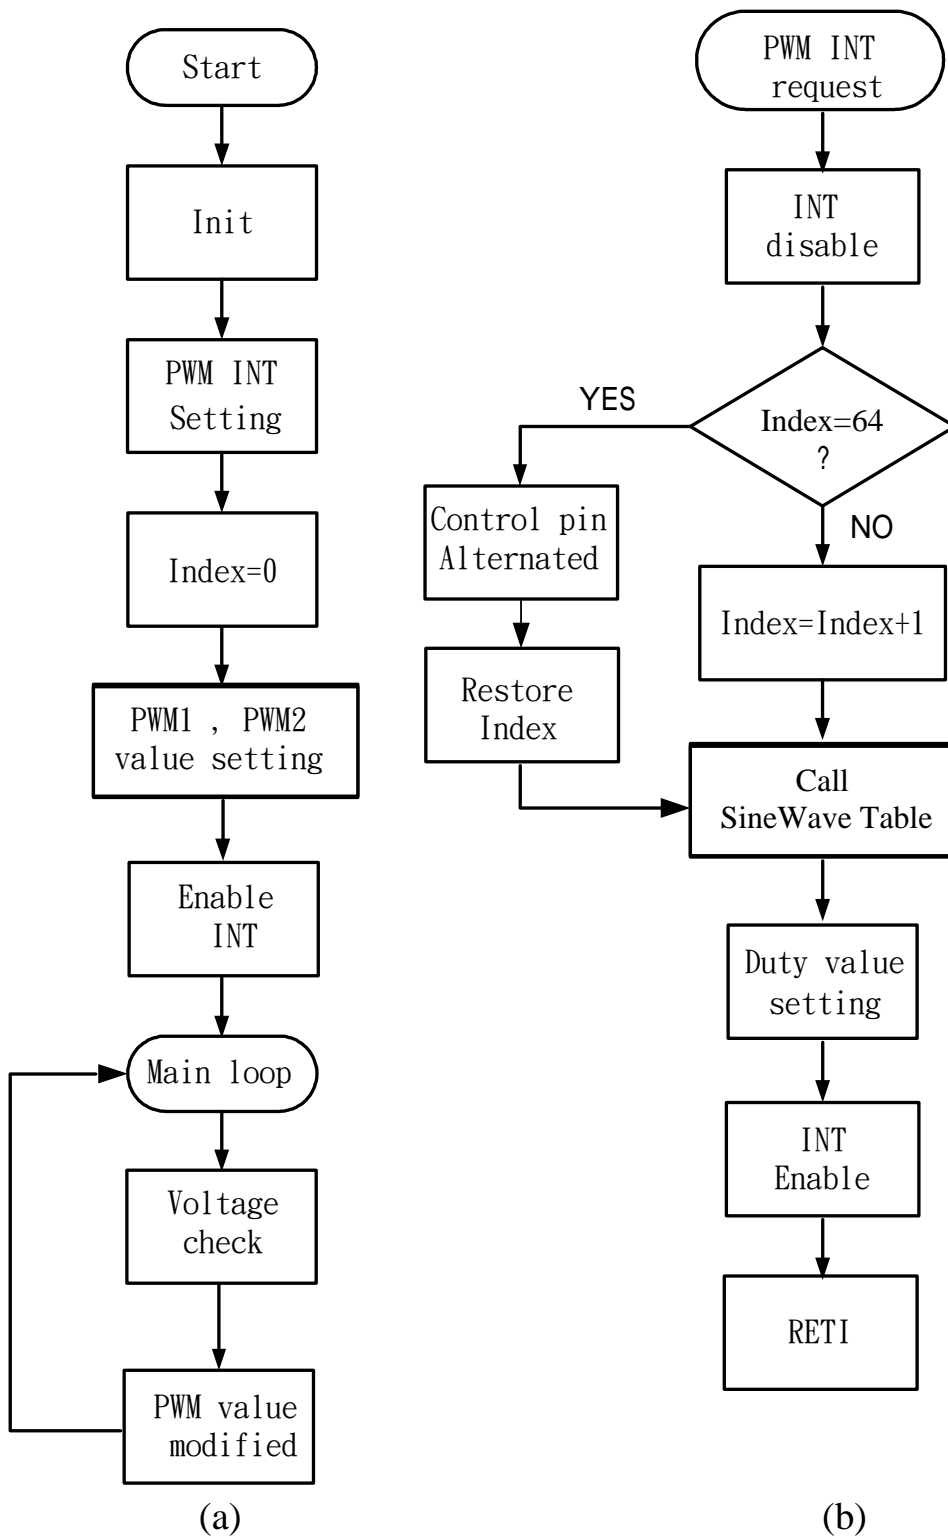 Start
Init
PWM INT
Setting
Index=0
PWM1 , PWM2
value setting
Enable
INT
Main loop
Voltage
check
PWM value
modified
(a)
PWM INT
request
INT
disable
Index=64
?
YES
NO
Control pin
Alternated
Restore
Index
Index=Index+1
Call
SineWave Table
Duty value
setting
INT
Enable
RETI
(b)